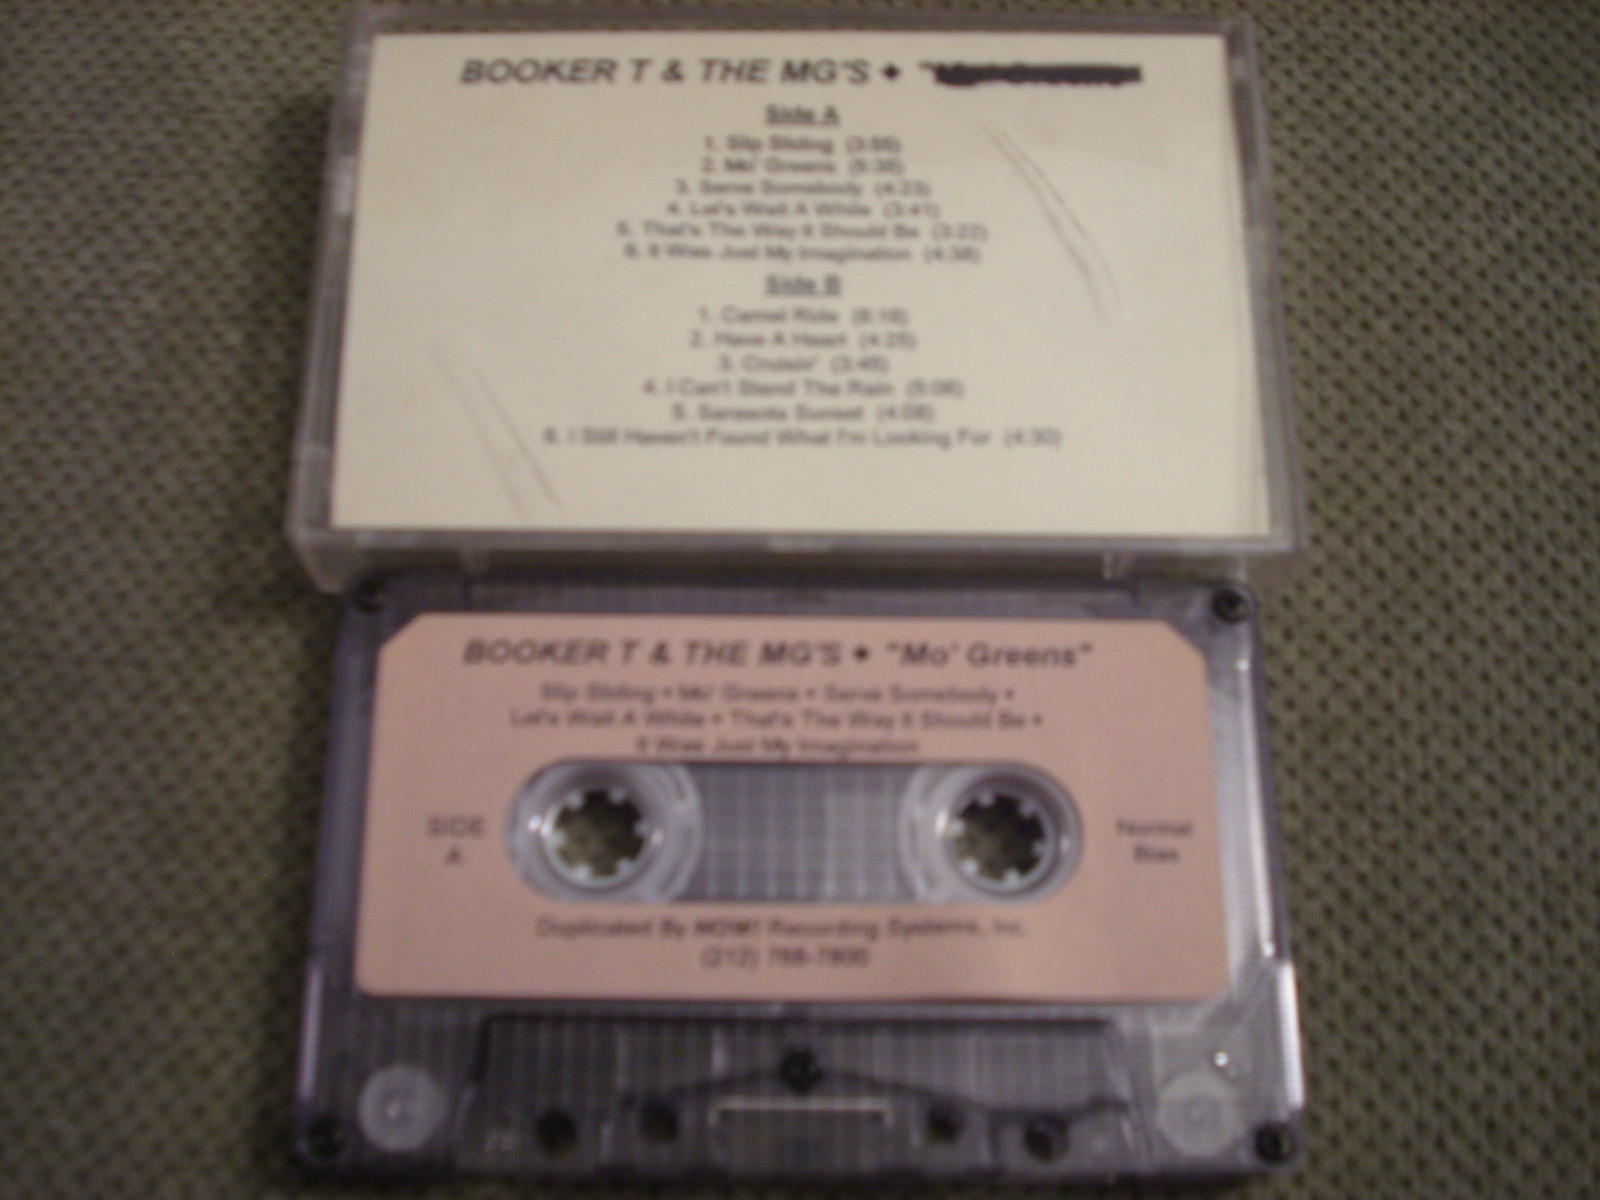 BOOKER T & THE MG'S ♦ "
Side A
1. Slip Sliding (3:55)
2. Mo' Greens (5:35)
3. Serve Somebody (4:23)
4. Let's Wait A While (3:41)
5. That's The Way It Should Be (3:22)
6. It Was Just My Imagination (4:38)
Side B
1. Camel Ride (6:16)
2. Have A Heart (4:25)
3. Cruisin' (3:45)
4. I Can't Stand The Rain (5:06)
5. Sarasota Sunset (4:08)
6. I Still Haven't Found What I'm Looking For (4:30)
BOOKER T & THE MG'S ♦ "Mo' Greens"
Slip Sliding • Mo' Greens • Serve Somebody •
Let's Wait A While • That's The Way It Should Be •
It Was Just My Imagination
SIDE
A
Normal
Bias
Duplicated By NOW! Recording Systems, Inc.
(212) 768-7800